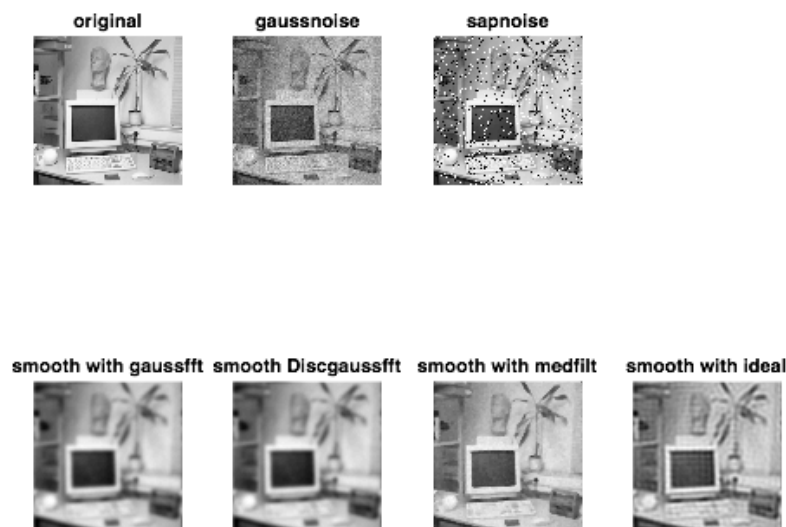 original gaussnoise sapnoise
smooth with gaussfft smooth Discgaussfft smooth with medfilt smooth with ideal